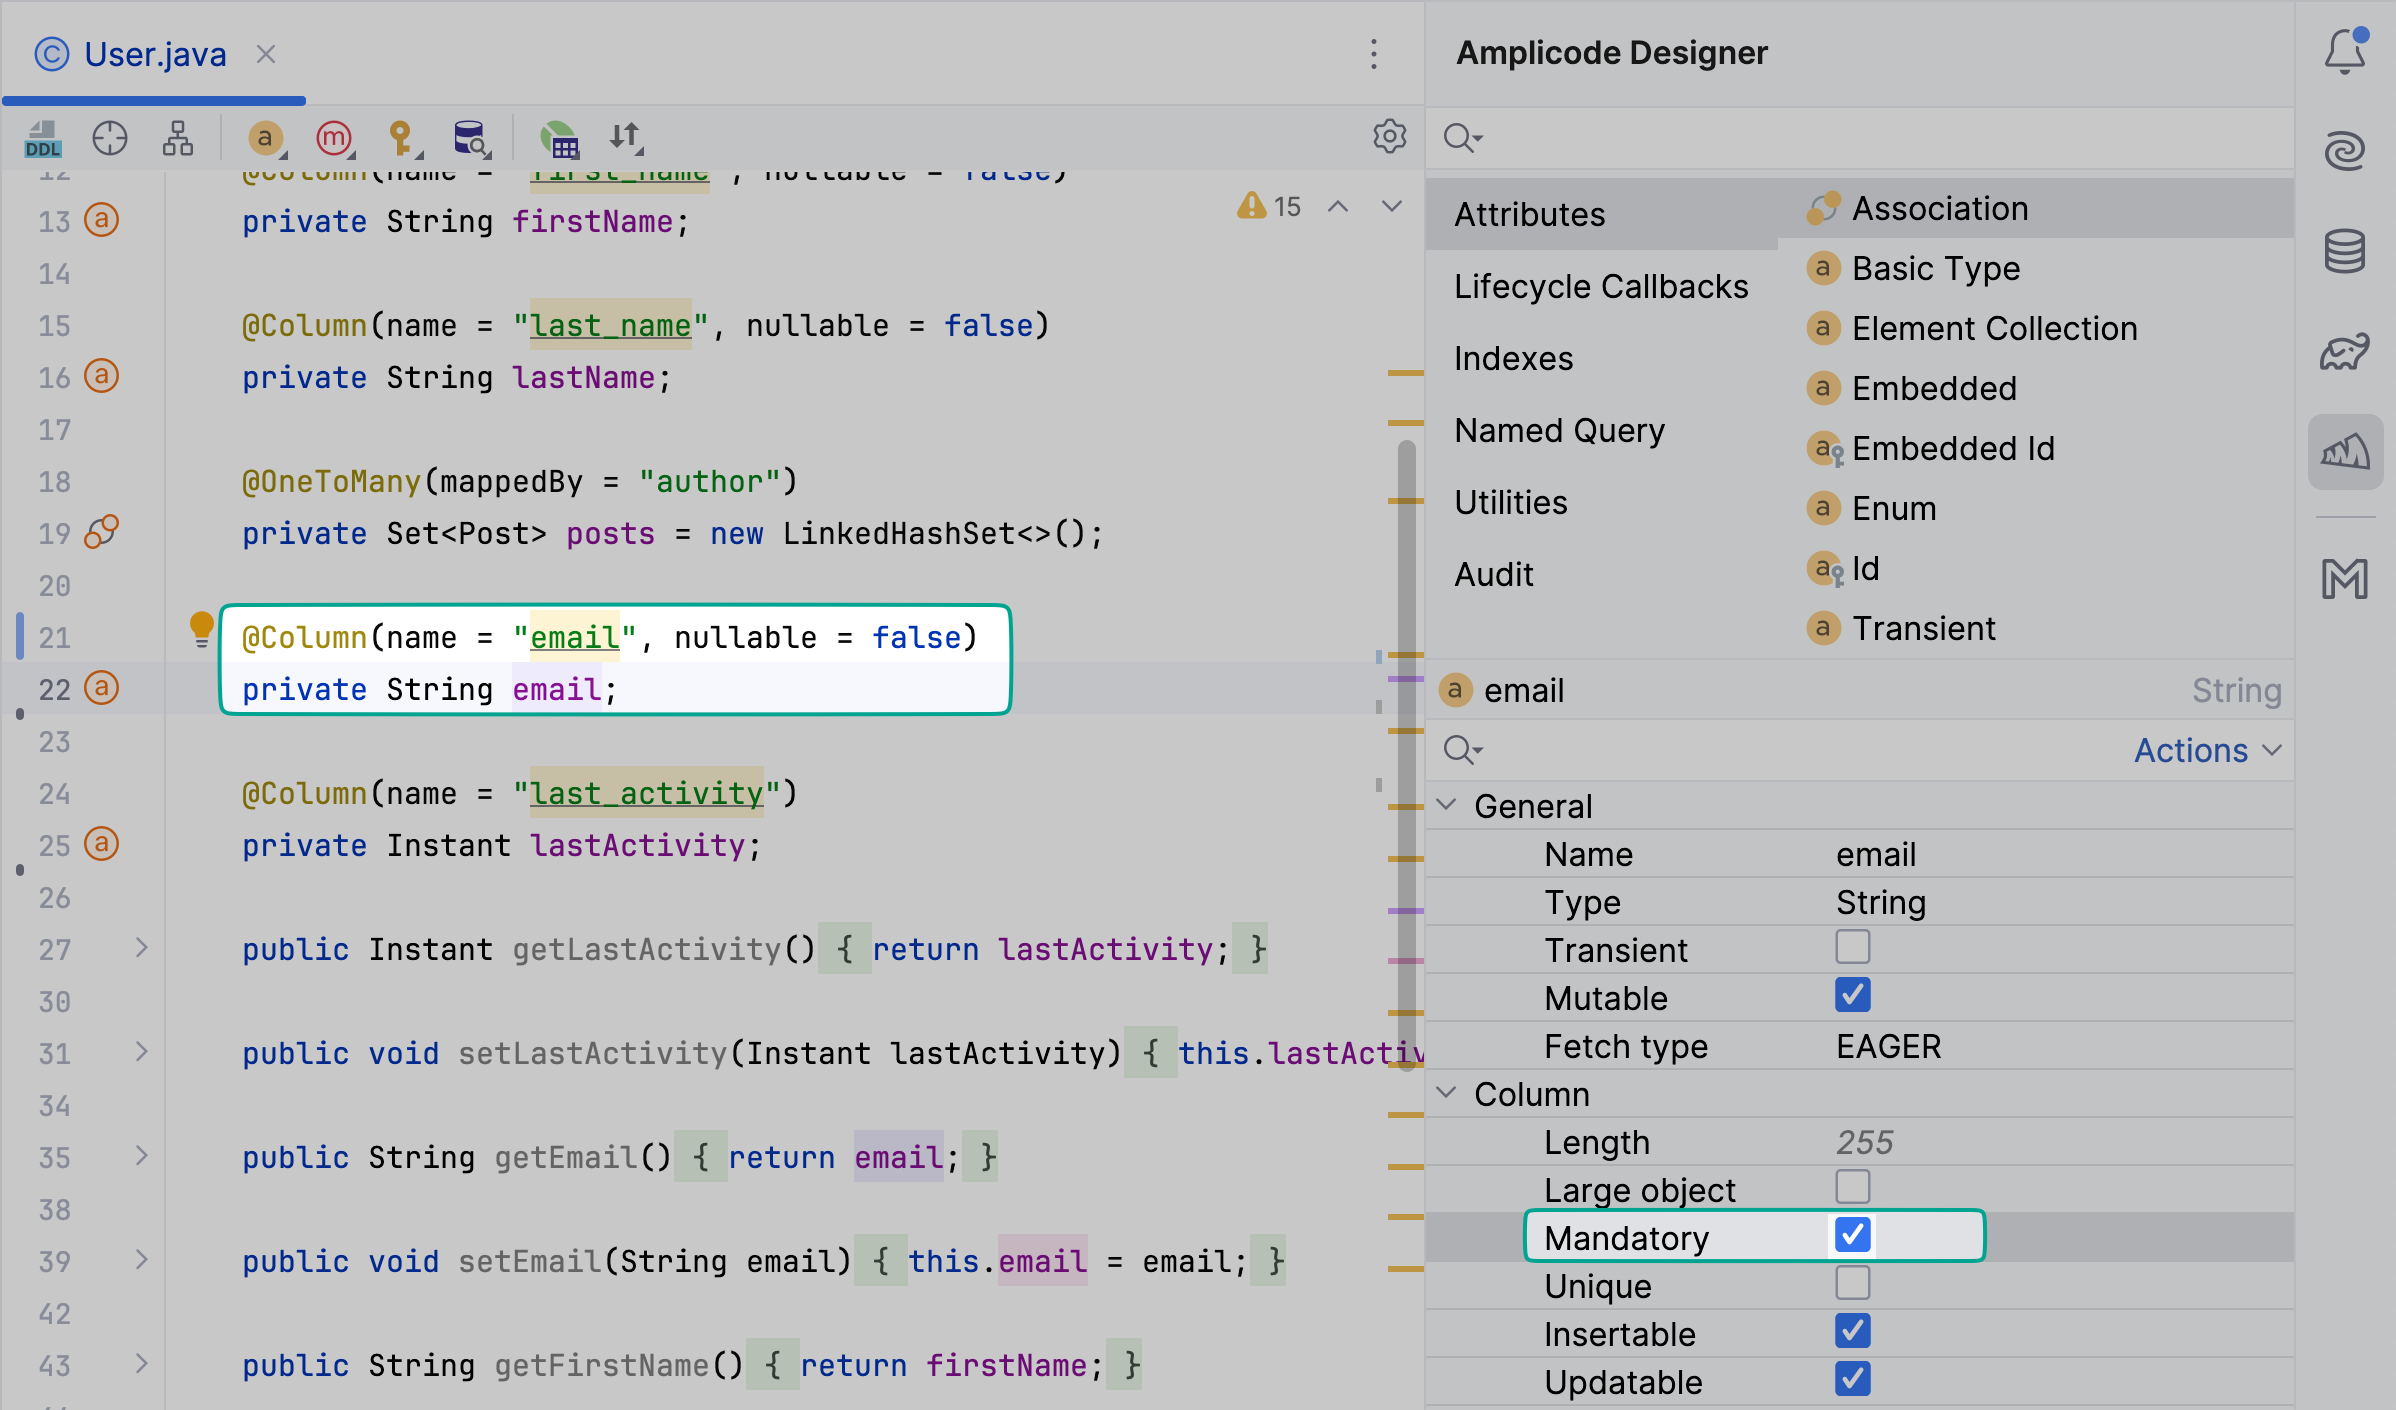 User.java
Amplicode Designer
DDL
a
m
12 @Column(name = "first_name", nullable = false)
15
13 a private String firstName;
14
15 @Column(name = "last_name", nullable = false)
16 a private String lastName;
17
18 @OneToMany(mappedBy = "author")
19 private Set<Post> posts = new LinkedHashSet<>();
20
21 @Column(name = "email", nullable = false)
22 a private String email;
23
24 @Column(name = "last_activity")
25 a private Instant lastActivity;
26
27 public Instant getLastActivity() { return lastActivity; }
30
31 public void setLastActivity(Instant lastActivity) { this.lastActiv
34
35 public String getEmail() { return email; }
38
39 public void setEmail(String email) { this.email = email; }
42
43 public String getFirstName() { return firstName; }
Attributes
Lifecycle Callbacks
Indexes
Named Query
Utilities
Audit
Association
a Basic Type
a Element Collection
a Embedded
a Embedded Id
a Enum
a Id
a Transient
a email String
Actions
General
Name email
Type String
Transient
Mutable
Fetch type EAGER
Column
Length 255
Large object
Mandatory
Unique
Insertable
Updatable